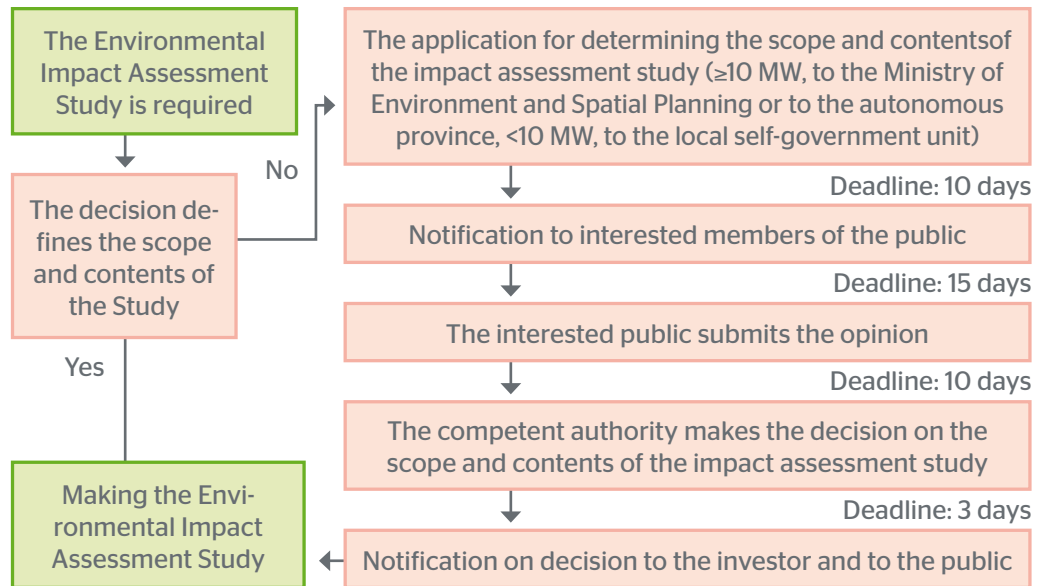 The Environmental
Impact Assessment
Study is required
No
The decision de-
fines the scope
and contents of
the Study
Yes
Making the Envi-
ronmental Impact
Assessment Study
The application for determining the scope and contentsof
the impact assessment study (≥10 MW, to the Ministry of
Environment and Spatial Planning or to the autonomous
province, <10 MW, to the local self-government unit)
Deadline: 10 days
Notification to interested members of the public
Deadline: 15 days
The interested public submits the opinion
Deadline: 10 days
The competent authority makes the decision on the
scope and contents of the impact assessment study
Deadline: 3 days
Notification on decision to the investor and to the public